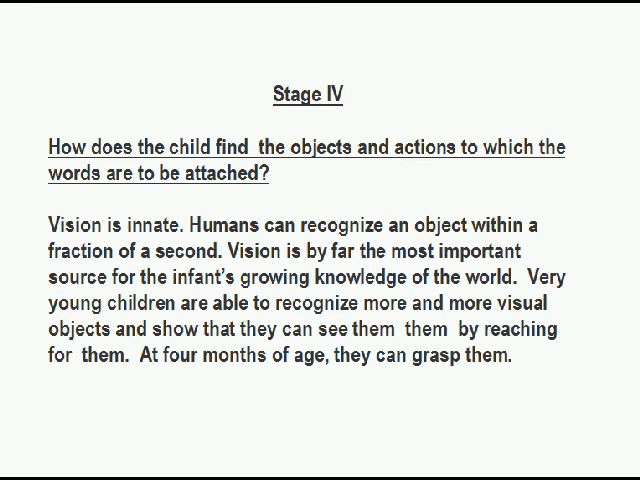 Stage IV
How does the child find  the objects and actions to which the
words are to be attached?
Vision is innate. Humans can recognize an object within a
fraction of a second. Vision is by far the most important
source for the infant's growing knowledge of the world.  Very
young children are able to recognize more and more visual
objects and show that they can see them  them  by reaching
for  them.  At four months of age, they can grasp them.